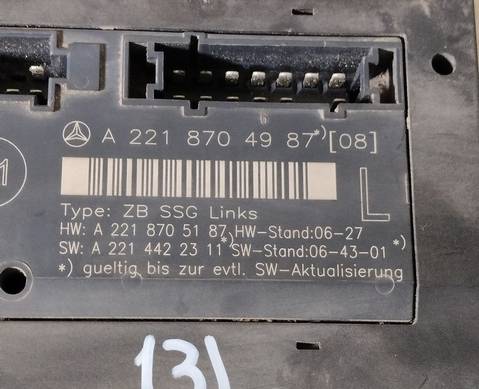 A 221 870 49 87*)[08]
1
L
Type: ZB SSG Links
HW: A 221 870 51 87 HW-Stand:06-27
SW: A 221 442 23 11*) SW-Stand:06-43-01*)
*) gueltig bis zur evtl. SW-Aktualisierung
131